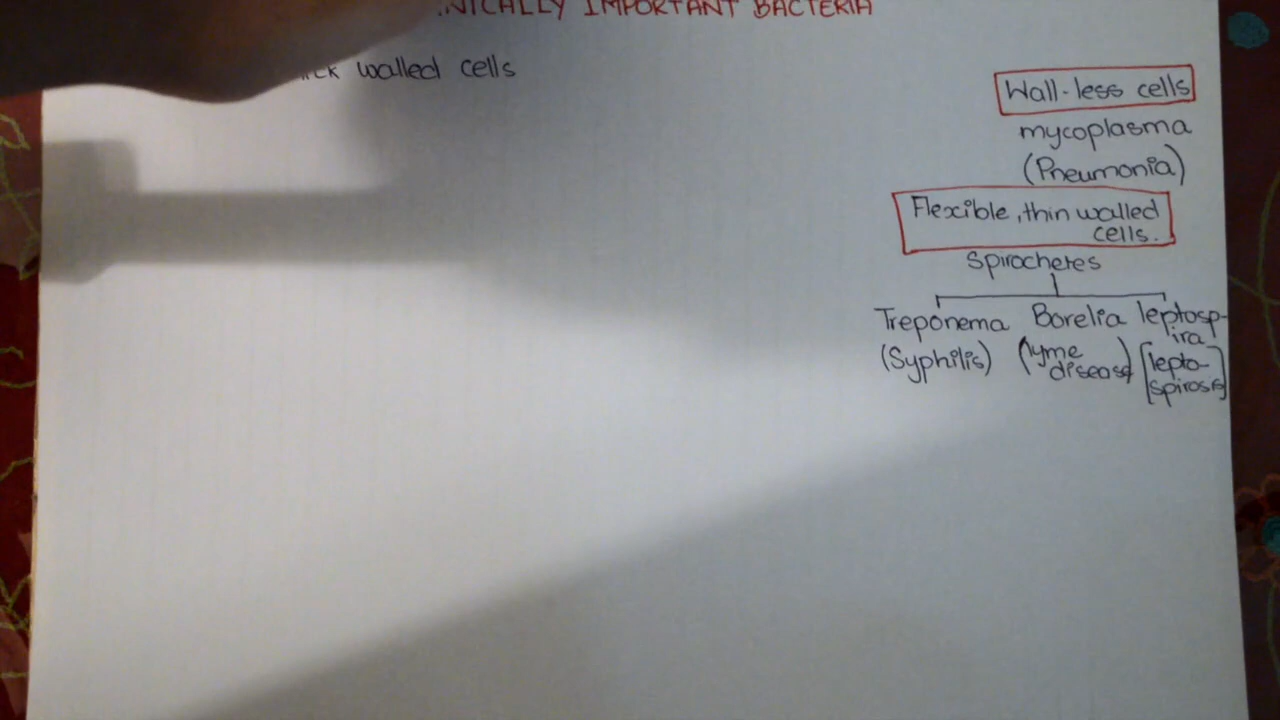 IMPORTANT BACTERIA
walled cells
Wall-less cells
mycoplasma
(Pneumonia)
Flexible, thin walled
cells.
Spirochetes
Treponema Borelia leptosp-
ira
(Syphilis) (lyme
disease) [lepto-
spirosis]